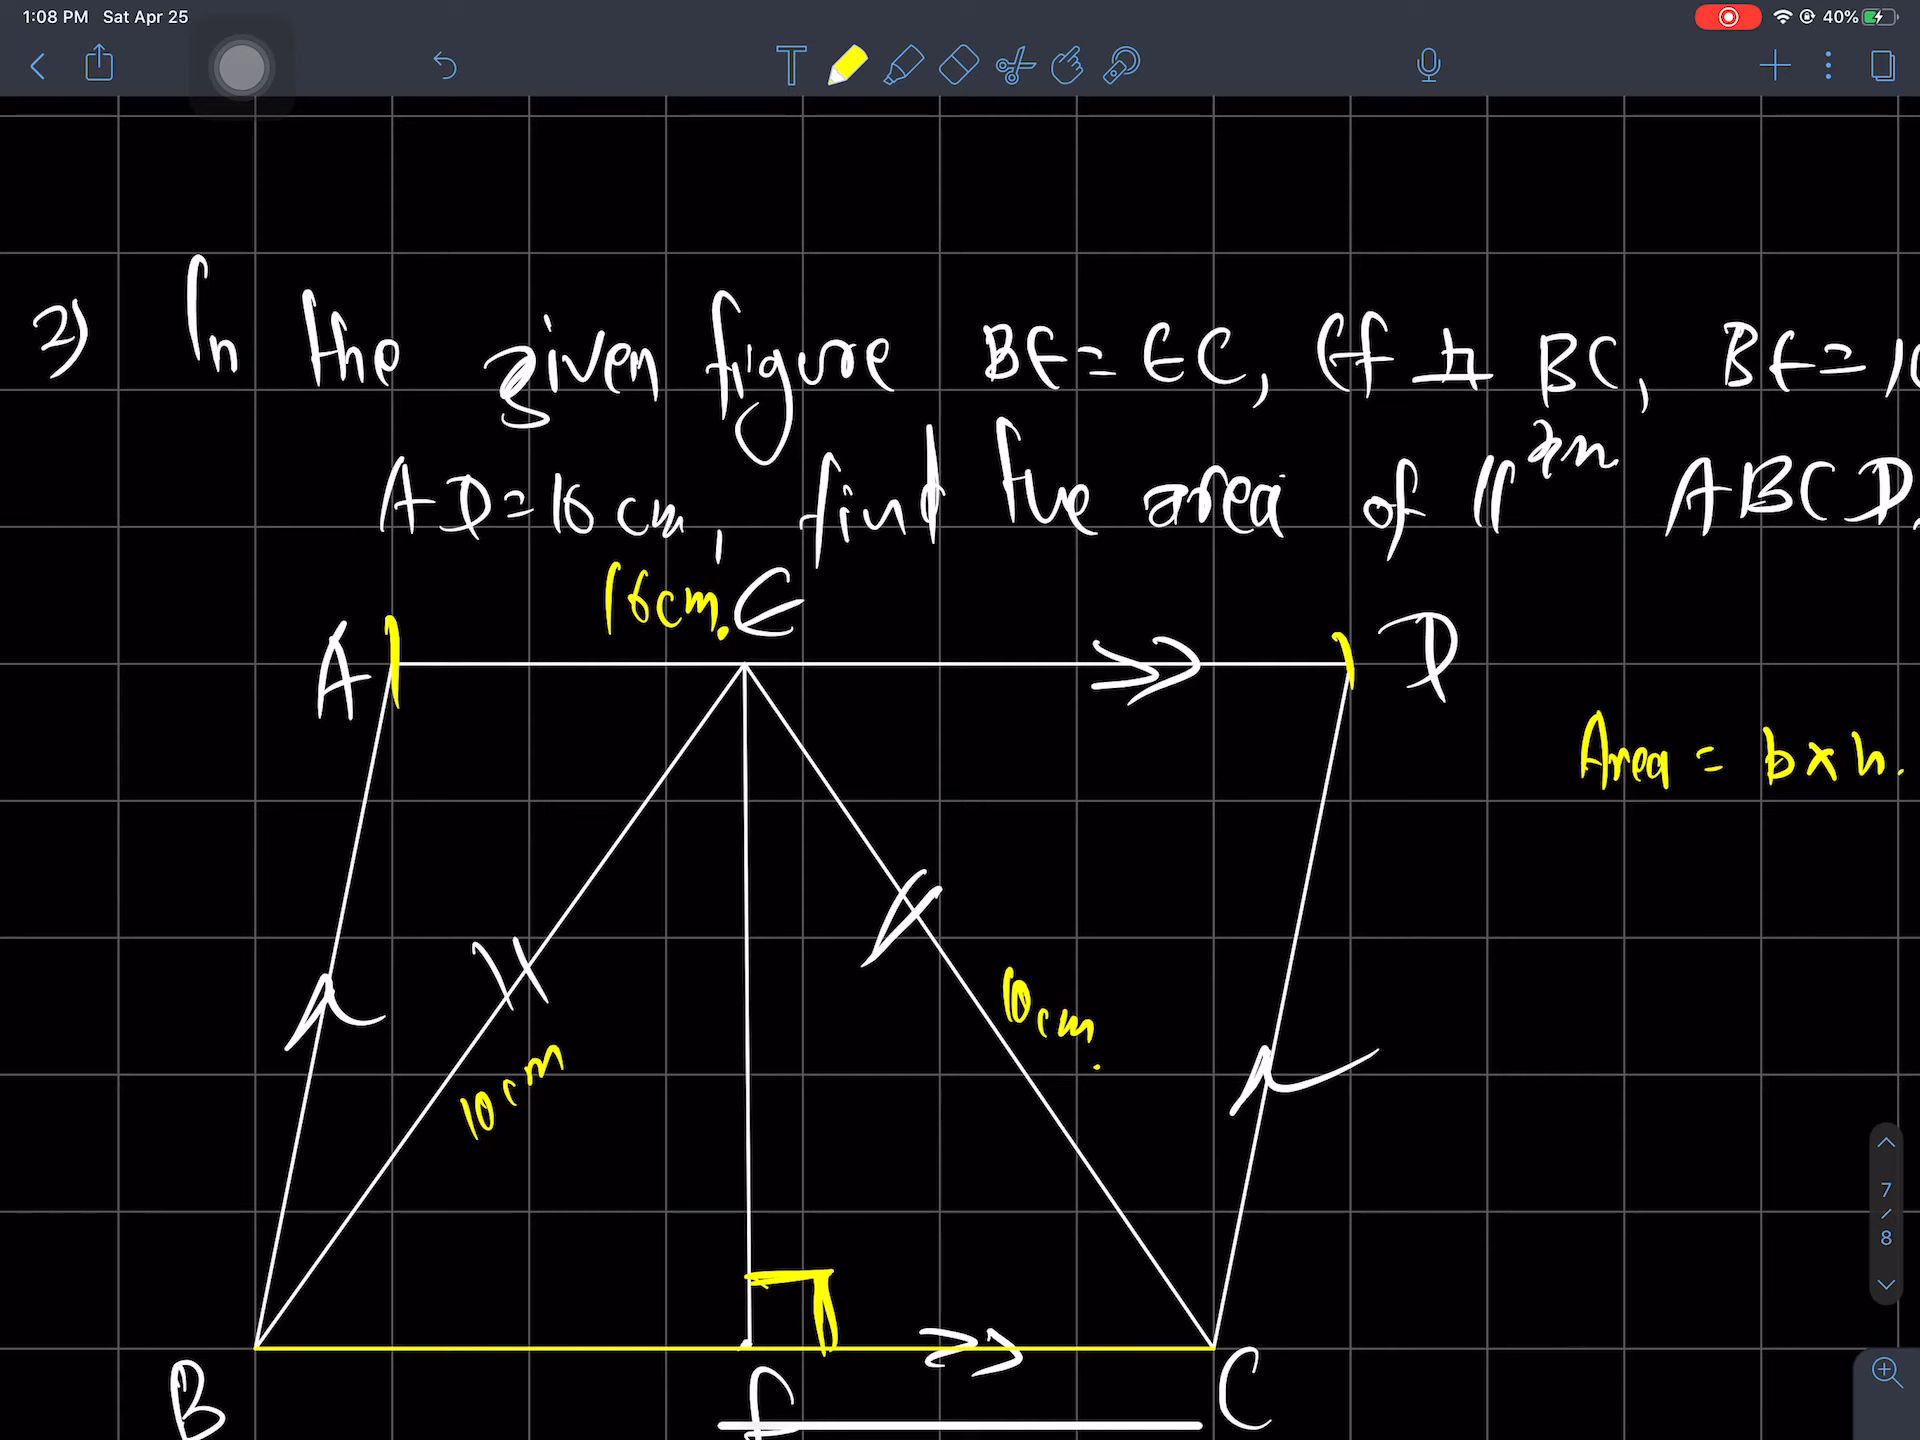 1:08 PM Sat Apr 25
40%
2) In the given figure BE = EC, EF ⊥ BC, BE = 10
AD = 16 cm, find the area of ||gm ABCD.
16cm. E
A
D
Area = b x h.
10cm
10cm.
7
/
8
B
F
C